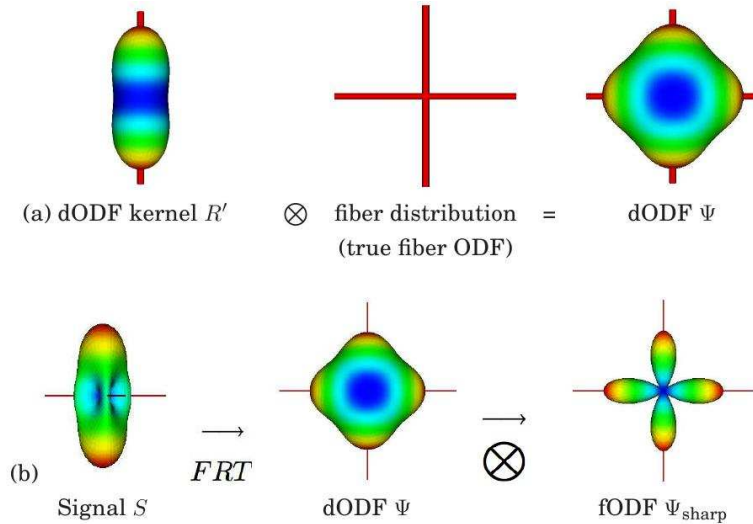 (a) dODF kernel R′ ⊗ fiber distribution = dODF Ψ
(true fiber ODF)
⟶ ⟶
(b) FRT ⊗
Signal S dODF Ψ fODF Ψsharp